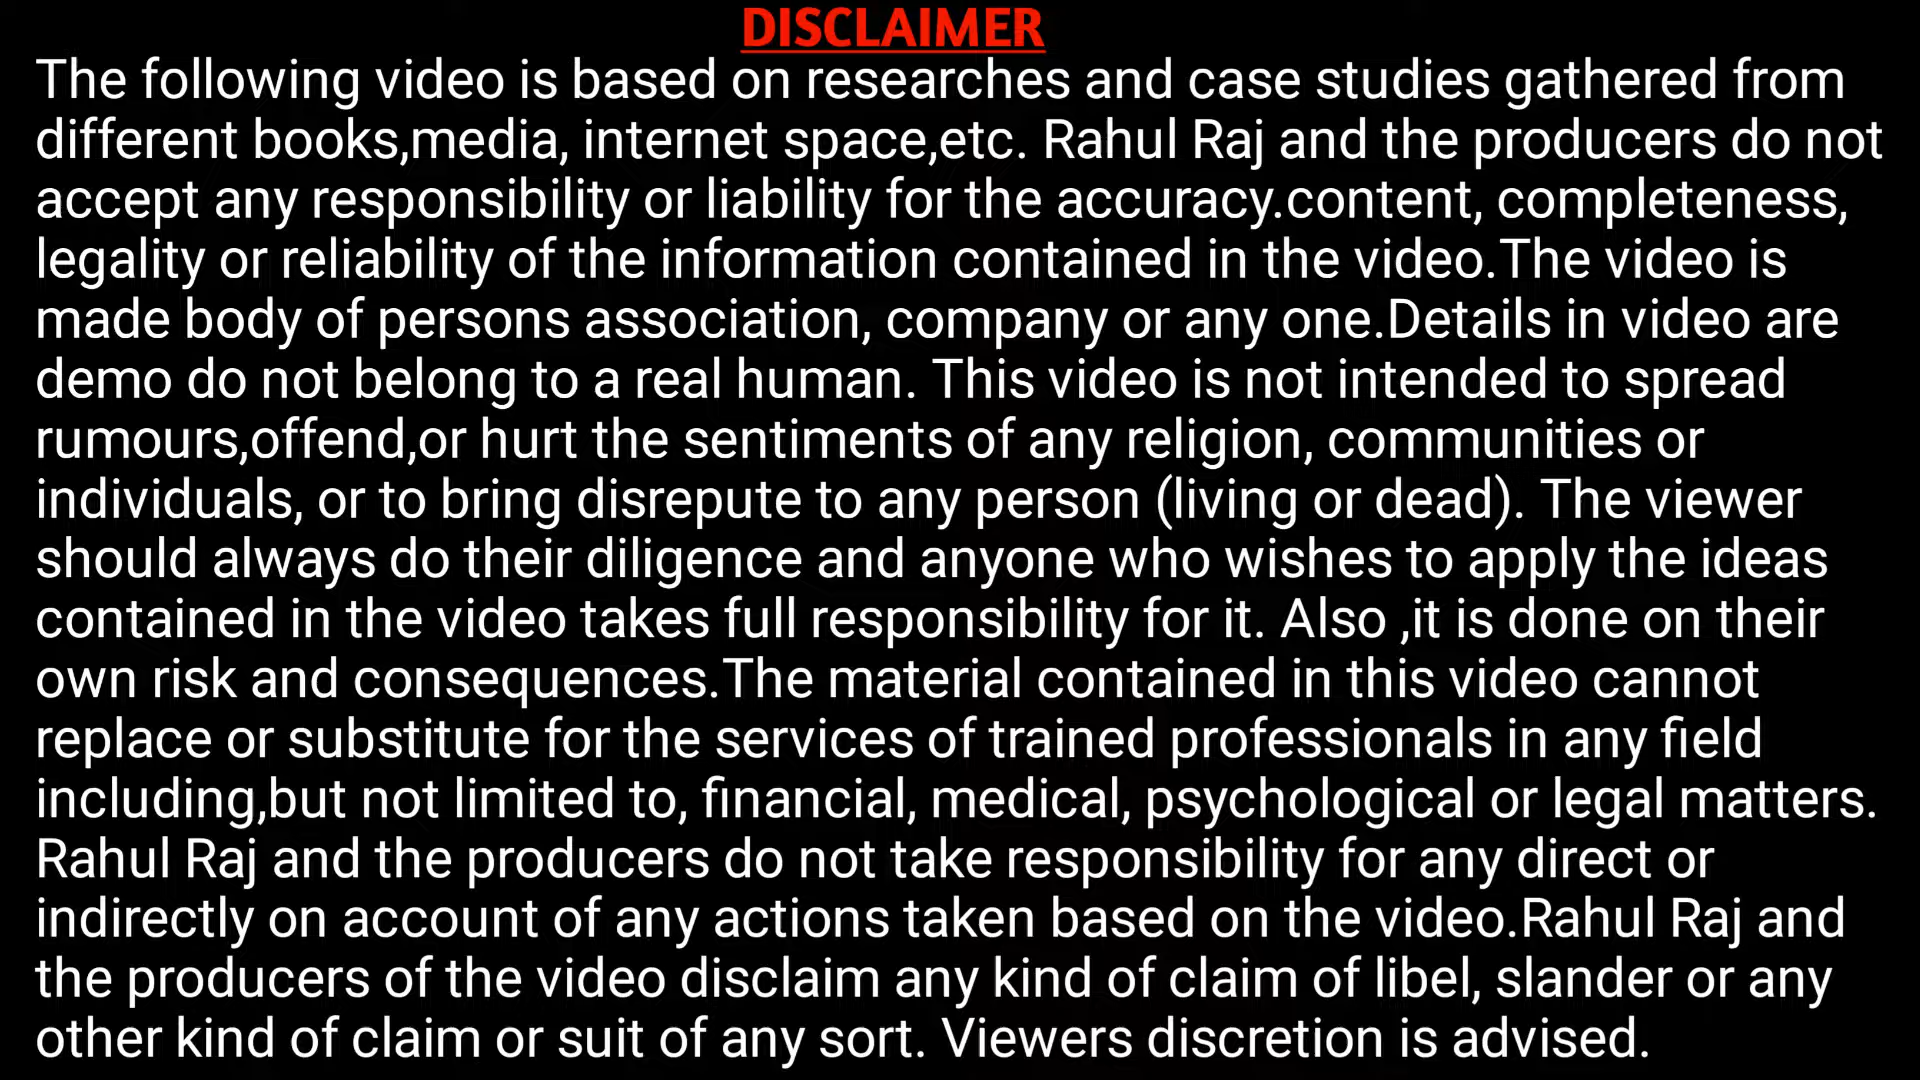 DISCLAIMER
The following video is based on researches and case studies gathered from
different books,media, internet space,etc. Rahul Raj and the producers do not
accept any responsibility or liability for the accuracy.content, completeness,
legality or reliability of the information contained in the video.The video is
made body of persons association, company or any one.Details in video are
demo do not belong to a real human. This video is not intended to spread
rumours,offend,or hurt the sentiments of any religion, communities or
individuals, or to bring disrepute to any person (living or dead). The viewer
should always do their diligence and anyone who wishes to apply the ideas
contained in the video takes full responsibility for it. Also ,it is done on their
own risk and consequences.The material contained in this video cannot
replace or substitute for the services of trained professionals in any field
including,but not limited to, financial, medical, psychological or legal matters.
Rahul Raj and the producers do not take responsibility for any direct or
indirectly on account of any actions taken based on the video.Rahul Raj and
the producers of the video disclaim any kind of claim of libel, slander or any
other kind of claim or suit of any sort. Viewers discretion is advised.